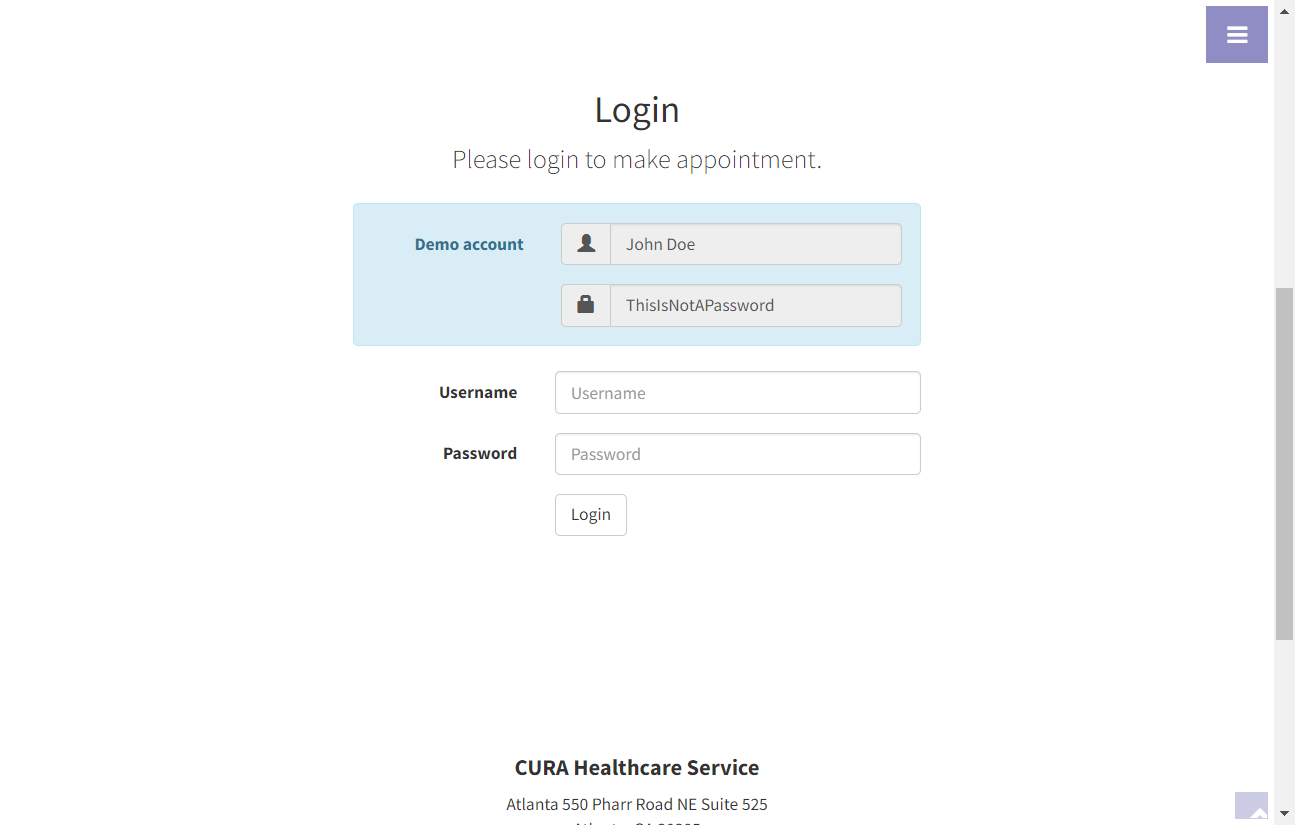 Login
Please login to make appointment.
Demo account
John Doe
ThisIsNotAPassword
Username
Username
Password
Password
Login
CURA Healthcare Service
Atlanta 550 Pharr Road NE Suite 525